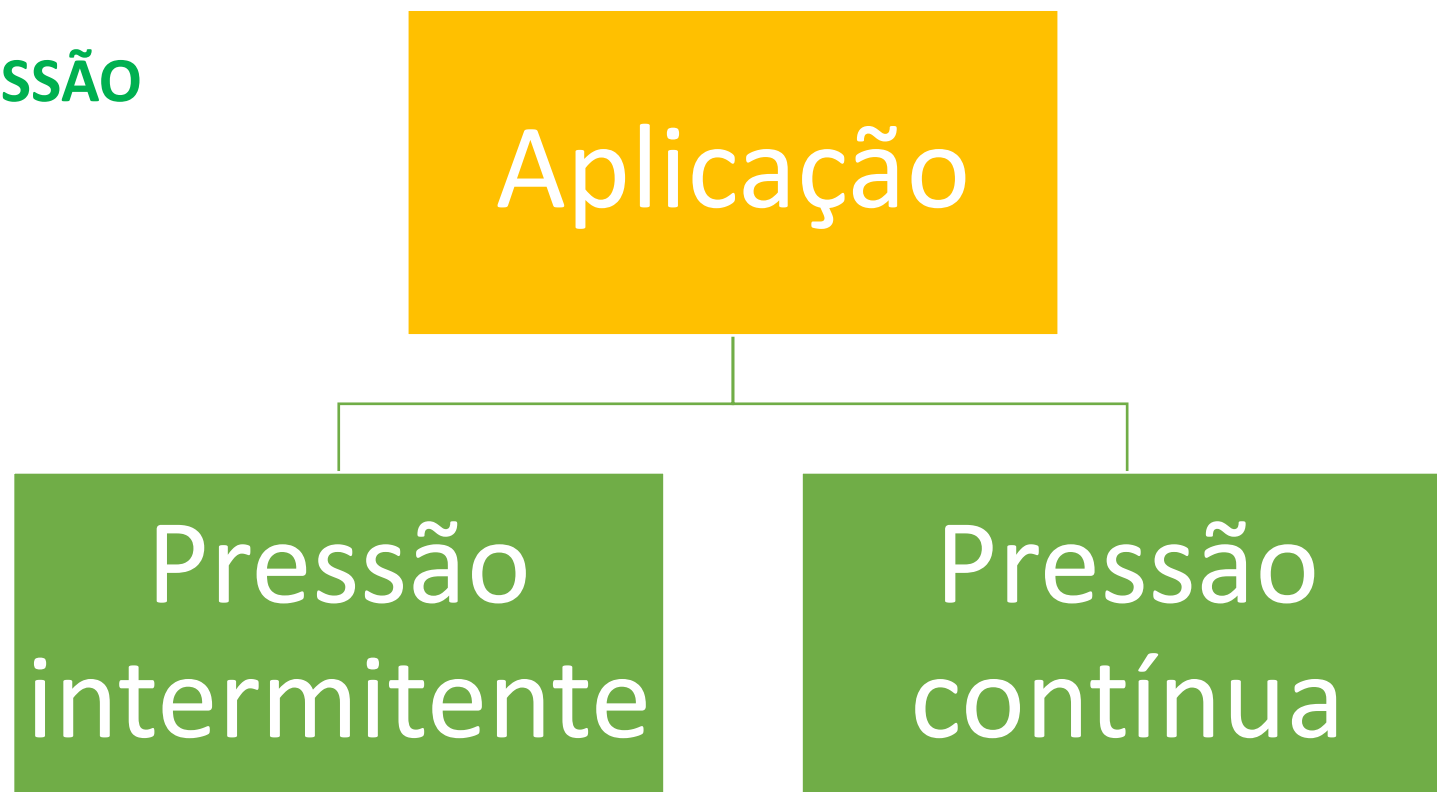 SSÃO
Aplicação
Pressão
intermitente
Pressão
contínua